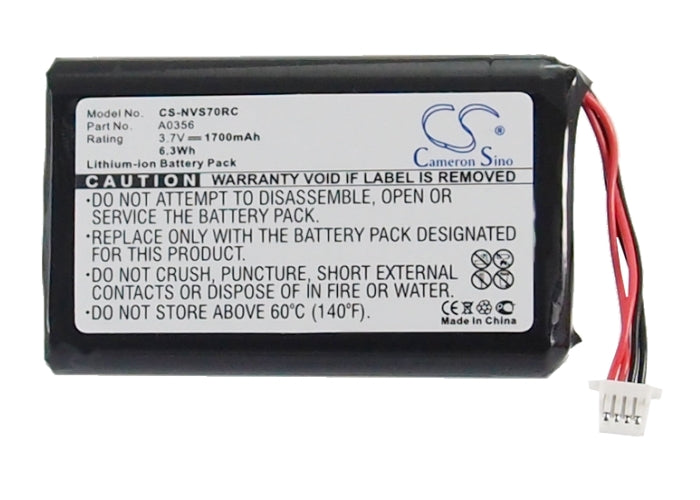 Model No. CS-NVS70RC
Part No. A0356
Rating 3.7V⎓1700mAh
6.3Wh
Lithium-ion Battery Pack
CS
Cameron Sino
CAUTION WARRANTY VOID IF LABEL IS REMOVED
•DO NOT ATTEMPT TO DISASSEMBLE, OPEN OR
SERVICE THE BATTERY PACK.
•REPLACE ONLY WITH THE BATTERY PACK DESIGNATED
FOR THIS PRODUCT.
•DO NOT CRUSH, PUNCTURE, SHORT EXTERNAL
CONTACTS OR DISPOSE OF IN FIRE OR WATER.
•DO NOT STORE ABOVE 60°C (140°F).
CE
Made In China